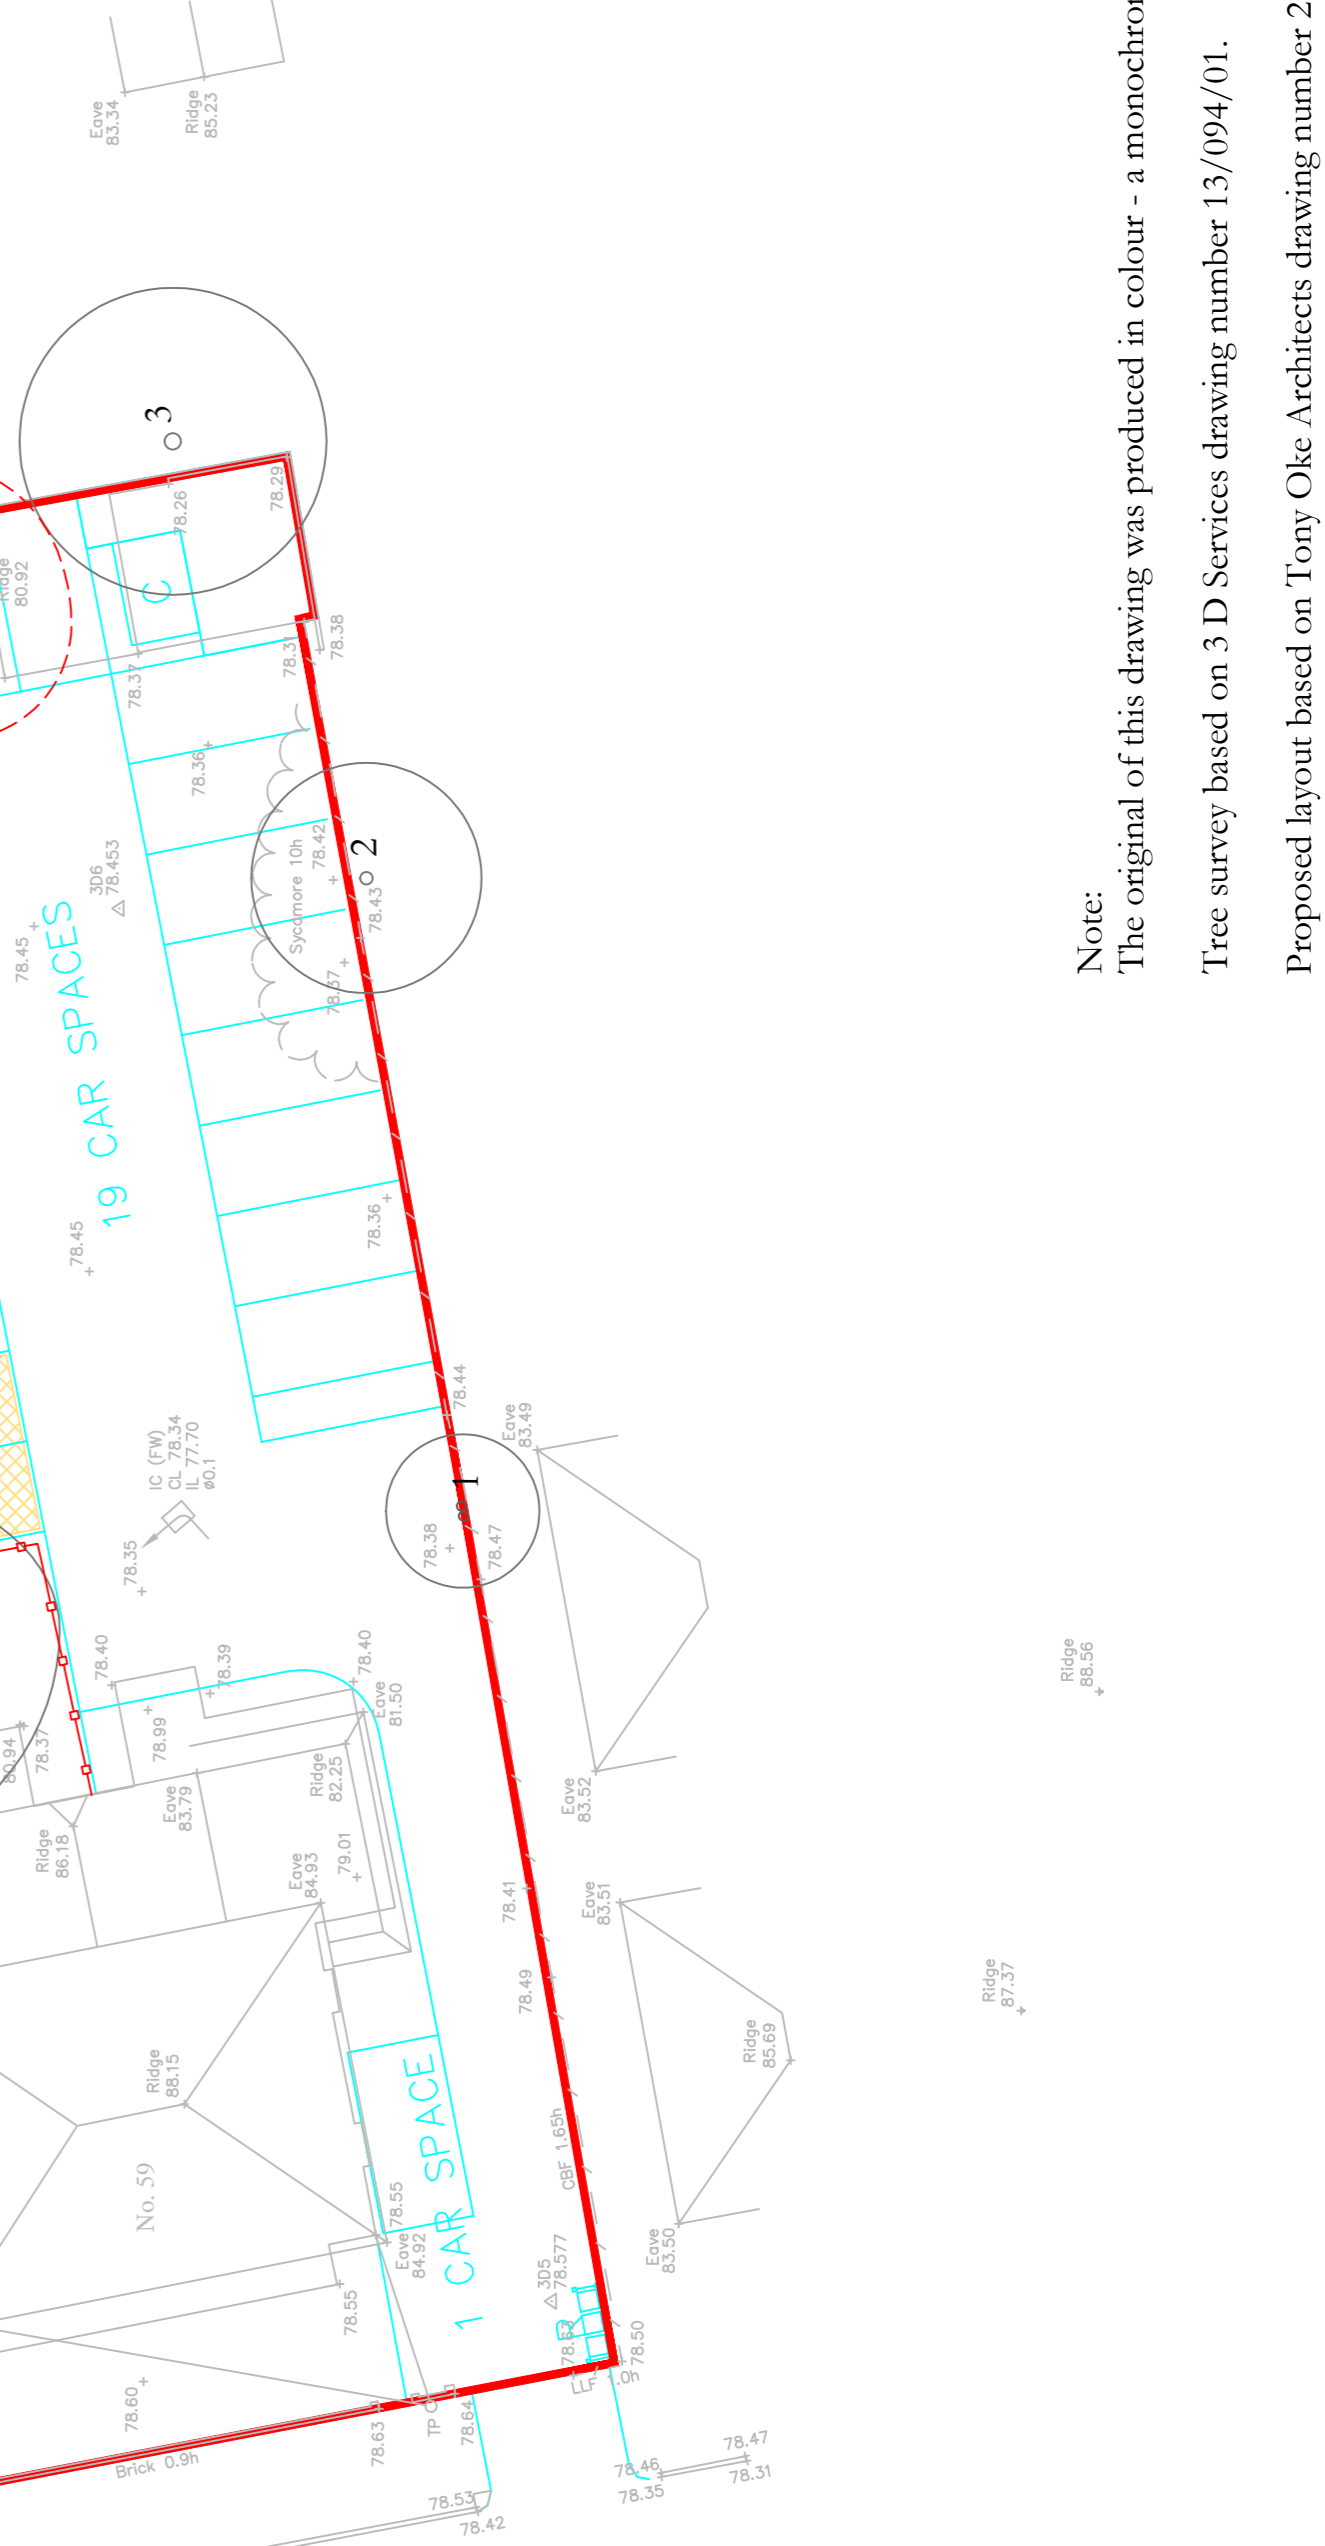 Eave
83.34
Ridge
85.23
3
78.26
78.29
Ridge
80.92
C
78.37
78.31
78.38
78.36
3D6
78.453
78.45
Sycamore 10h
78.42
2
78.43
78.37
19 CAR SPACES
78.45
78.36
78.44
IC (FW)
CL 78.34
IL 77.70
ø0.1
Eave
83.49
1
78.38
78.47
78.35
78.40
78.39
78.40
Eave
81.50
80.94
78.37
78.99
Eave
83.79
Ridge
82.25
Ridge
86.18
Eave
84.93
79.01
Eave
83.52
Ridge
88.56
78.41
Eave
83.51
78.49
Ridge
87.37
Ridge
85.69
Ridge
88.15
No. 59
1 CAR SPACE
CBF 1.65h
78.55
Eave
84.92
Eave
83.50
3D5
78.577
R
78.63
78.50
LLF 1.0h
78.55
78.60
78.63
TP
78.64
Brick 0.9h
78.47
78.46
78.31
78.35
78.53
78.42
Note:
The original of this drawing was produced in colour - a monochron
Tree survey based on 3 D Services drawing number 13/094/01.
Proposed layout based on Tony Oke Architects drawing number 2